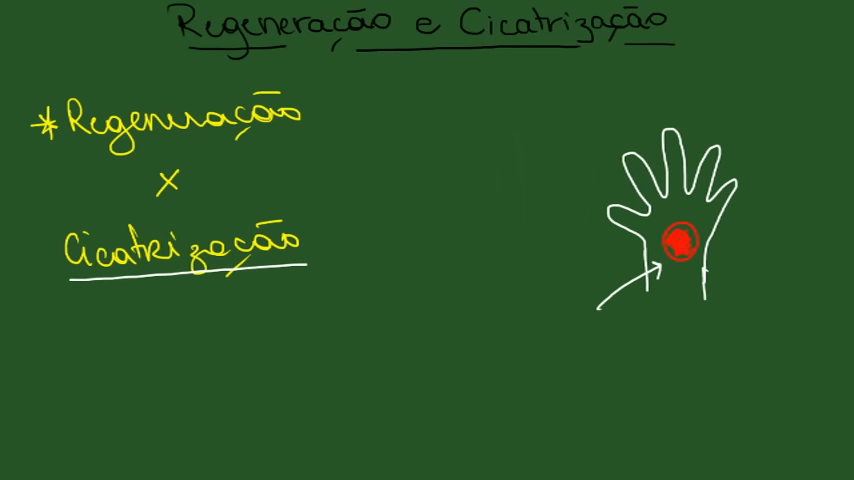 Regeneração e Cicatrização
* Regeneração
x
Cicatrização